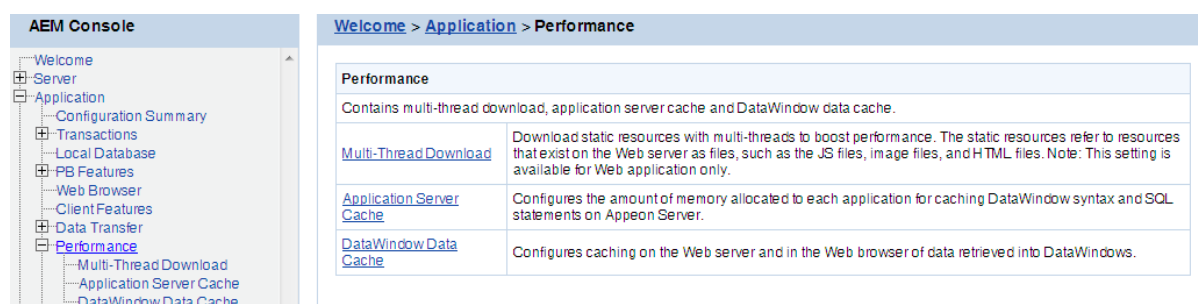 AEM Console
Welcome > Application > Performance
Welcome
Server
Application
Configuration Summary
Transactions
Local Database
PB Features
Web Browser
Client Features
Data Transfer
Performance
Multi-Thread Download
Application Server Cache
DataWindow Data Cache
Performance
Contains multi-thread download, application server cache and DataWindow data cache.
Multi-Thread Download
Download static resources with multi-threads to boost performance. The static resources refer to resources
that exist on the Web server as files, such as the JS files, image files, and HTML files. Note: This setting is
available for Web application only.
Application Server
Cache
Configures the amount of memory allocated to each application for caching DataWindow syntax and SQL
statements on Appeon Server.
DataWindow Data
Cache
Configures caching on the Web server and in the Web browser of data retrieved into DataWindows.